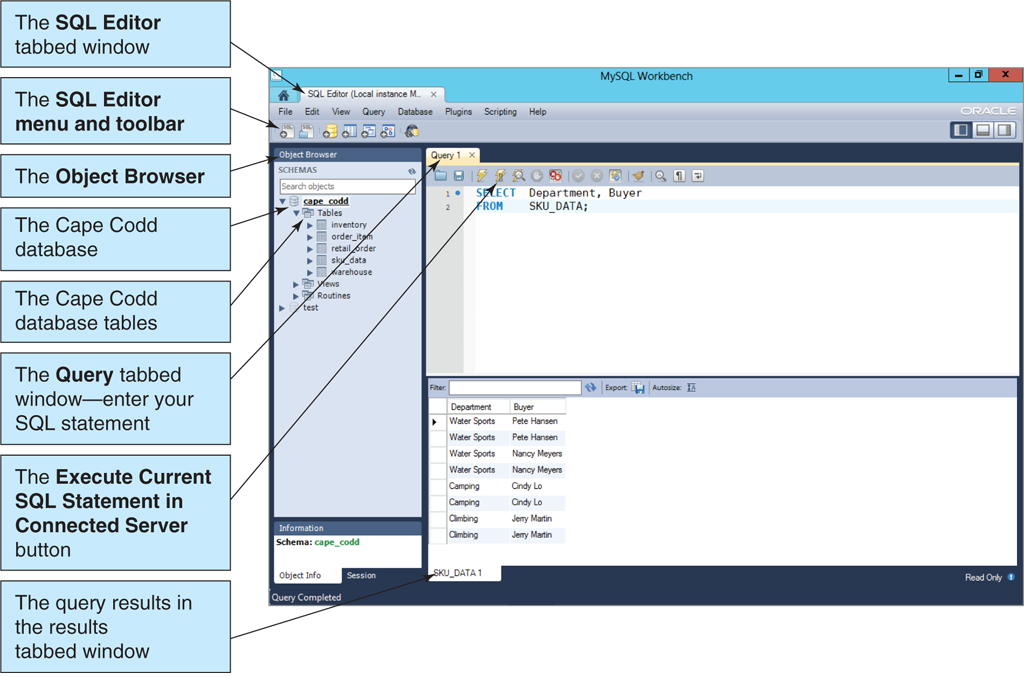 The SQL Editor
tabbed window
The SQL Editor
menu and toolbar
The Object Browser
The Cape Codd
database
The Cape Codd
database tables
The Query tabbed
window—enter your
SQL statement
The Execute Current
SQL Statement in
Connected Server
button
The query results in
the results
tabbed window
MySQL Workbench
SQL Editor (Local instance M...
File Edit View Query Database Plugins Scripting Help
ORACLE
Object Browser
SCHEMAS
Search objects
cape_codd
Tables
inventory
order_item
retail_order
sku_data
warehouse
Views
Routines
test
Information
Schema: cape_codd
Object Info Session
Query Completed
Query 1
1 SELECT Department, Buyer
2 FROM SKU_DATA;
Filter: Export: Autosize:
Department Buyer
Water Sports Pete Hansen
Water Sports Pete Hansen
Water Sports Nancy Meyers
Water Sports Nancy Meyers
Camping Cindy Lo
Camping Cindy Lo
Climbing Jerry Martin
Climbing Jerry Martin
SKU_DATA 1
Read Only